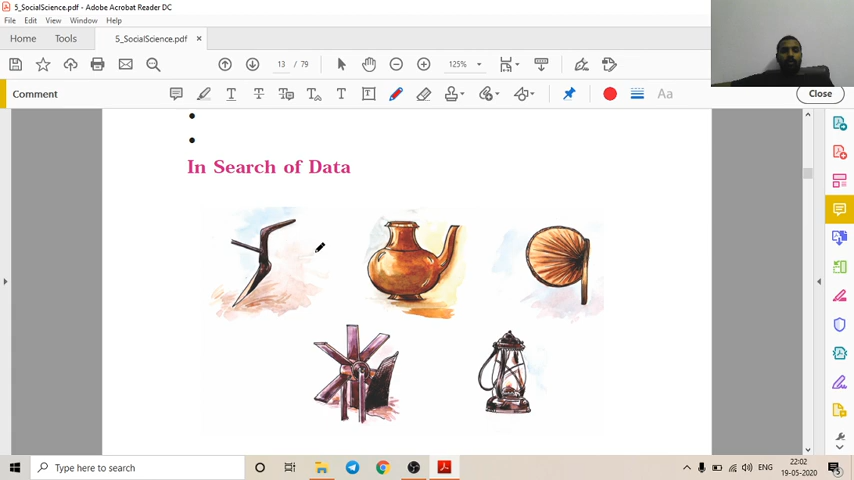 5_SocialScience.pdf - Adobe Acrobat Reader DC
File Edit View Window Help
Home Tools 5_SocialScience.pdf ×
13 / 79 125%
Comment Close
In Search of Data
Type here to search
ENG
22:02
19-05-2020